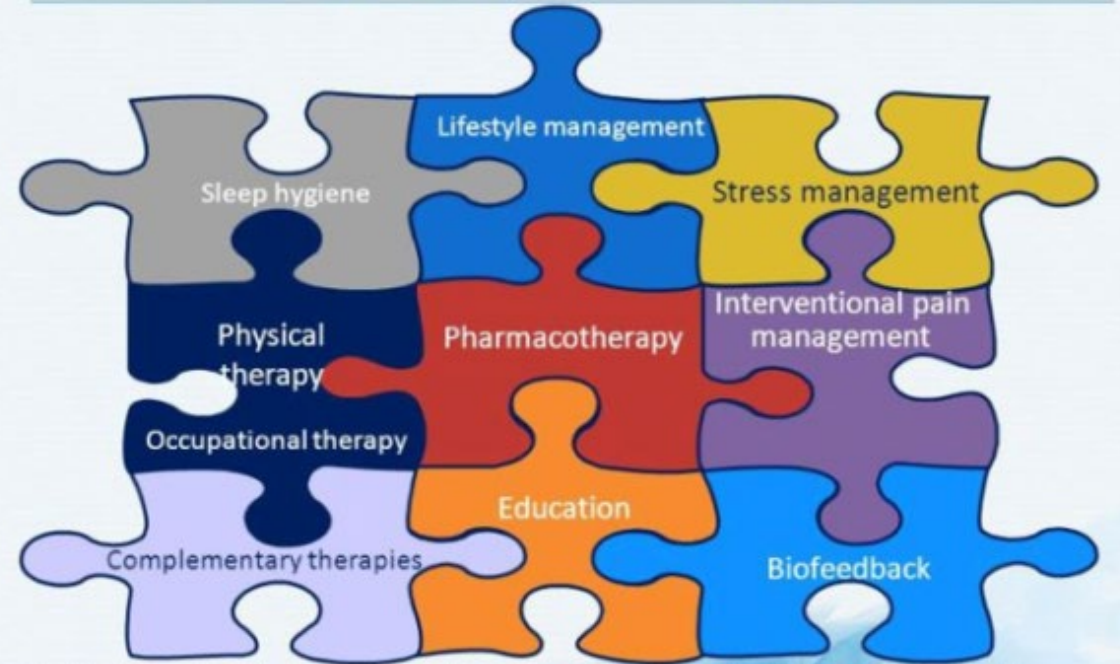 Lifestyle management
Sleep hygiene
Stress management
Physical
therapy
Pharmacotherapy
Interventional pain
management
Occupational therapy
Education
Complementary therapies
Biofeedback